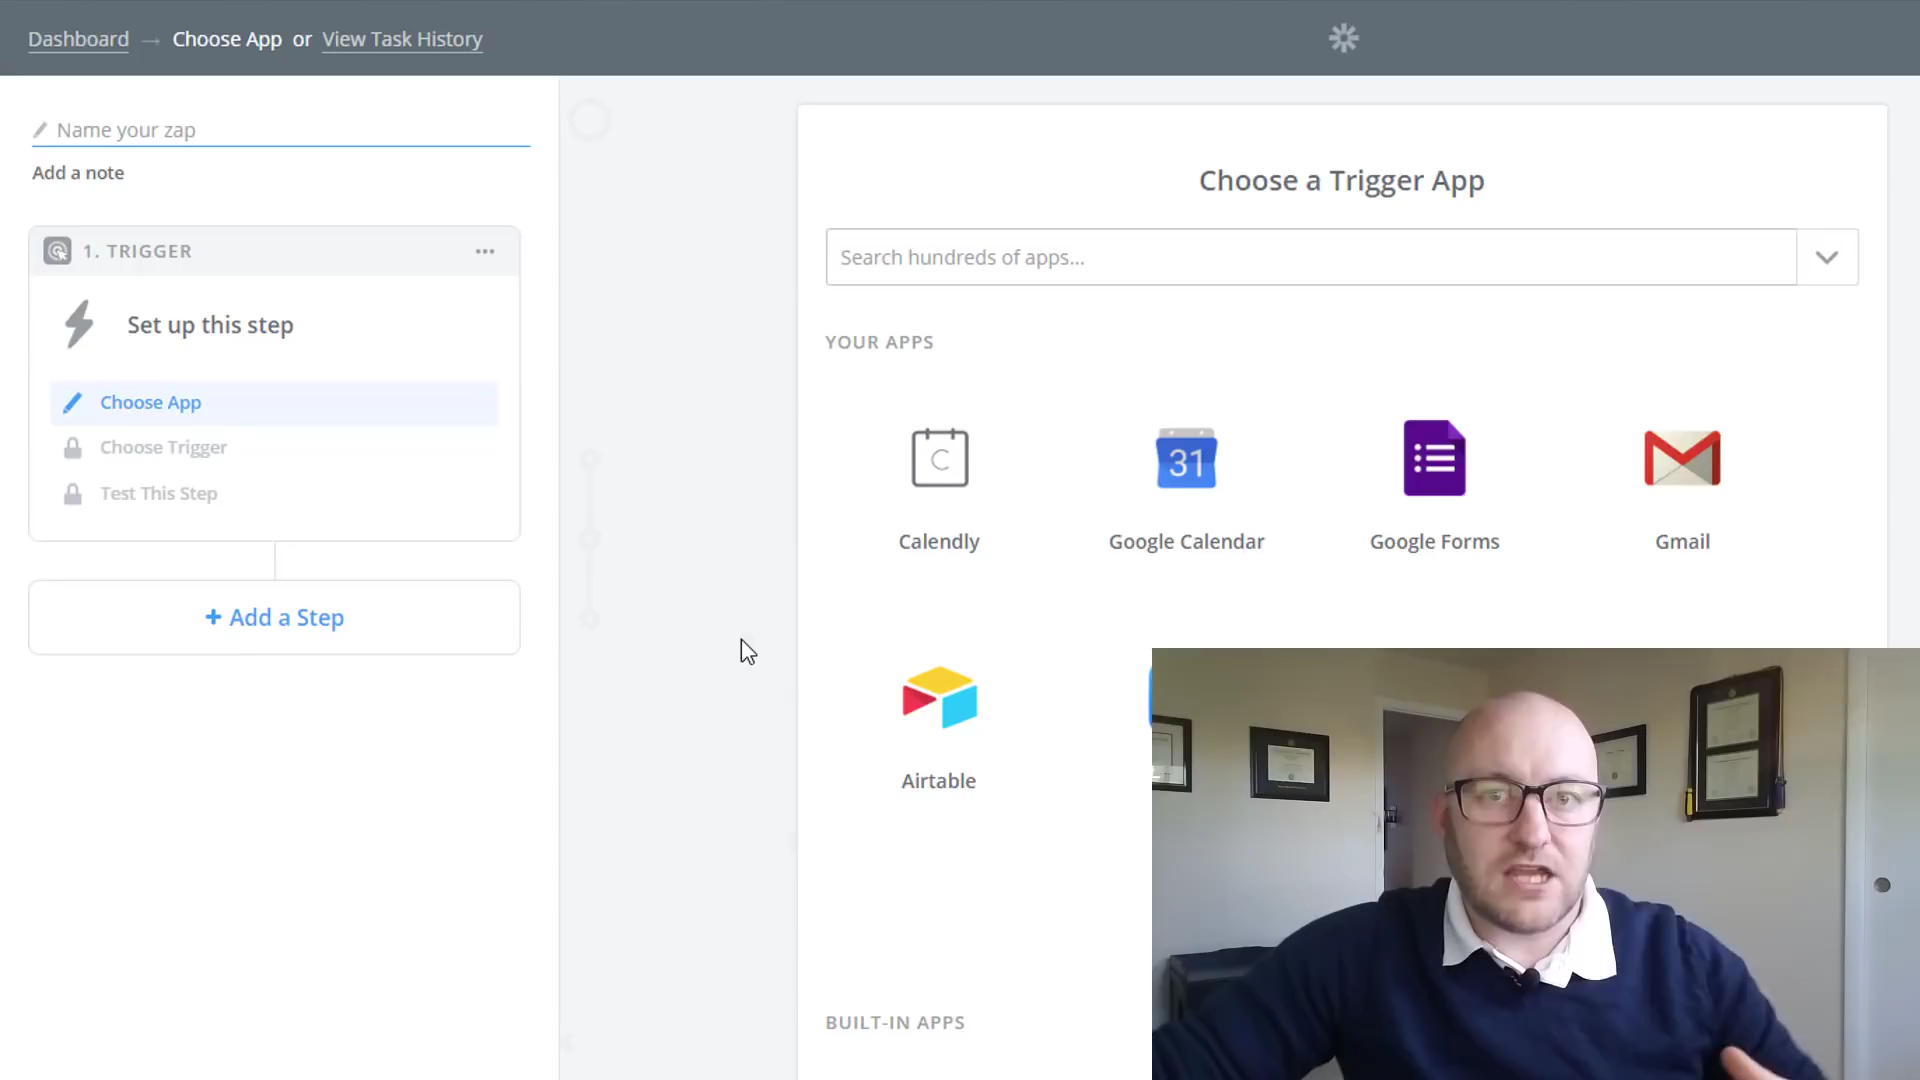 Dashboard → Choose App or View Task History
Name your zap
Add a note
1. TRIGGER
Set up this step
Choose App
Choose Trigger
Test This Step
+ Add a Step
Choose a Trigger App
Search hundreds of apps...
YOUR APPS
C
31
Calendly
Google Calendar
Google Forms
Gmail
Airtable
BUILT-IN APPS